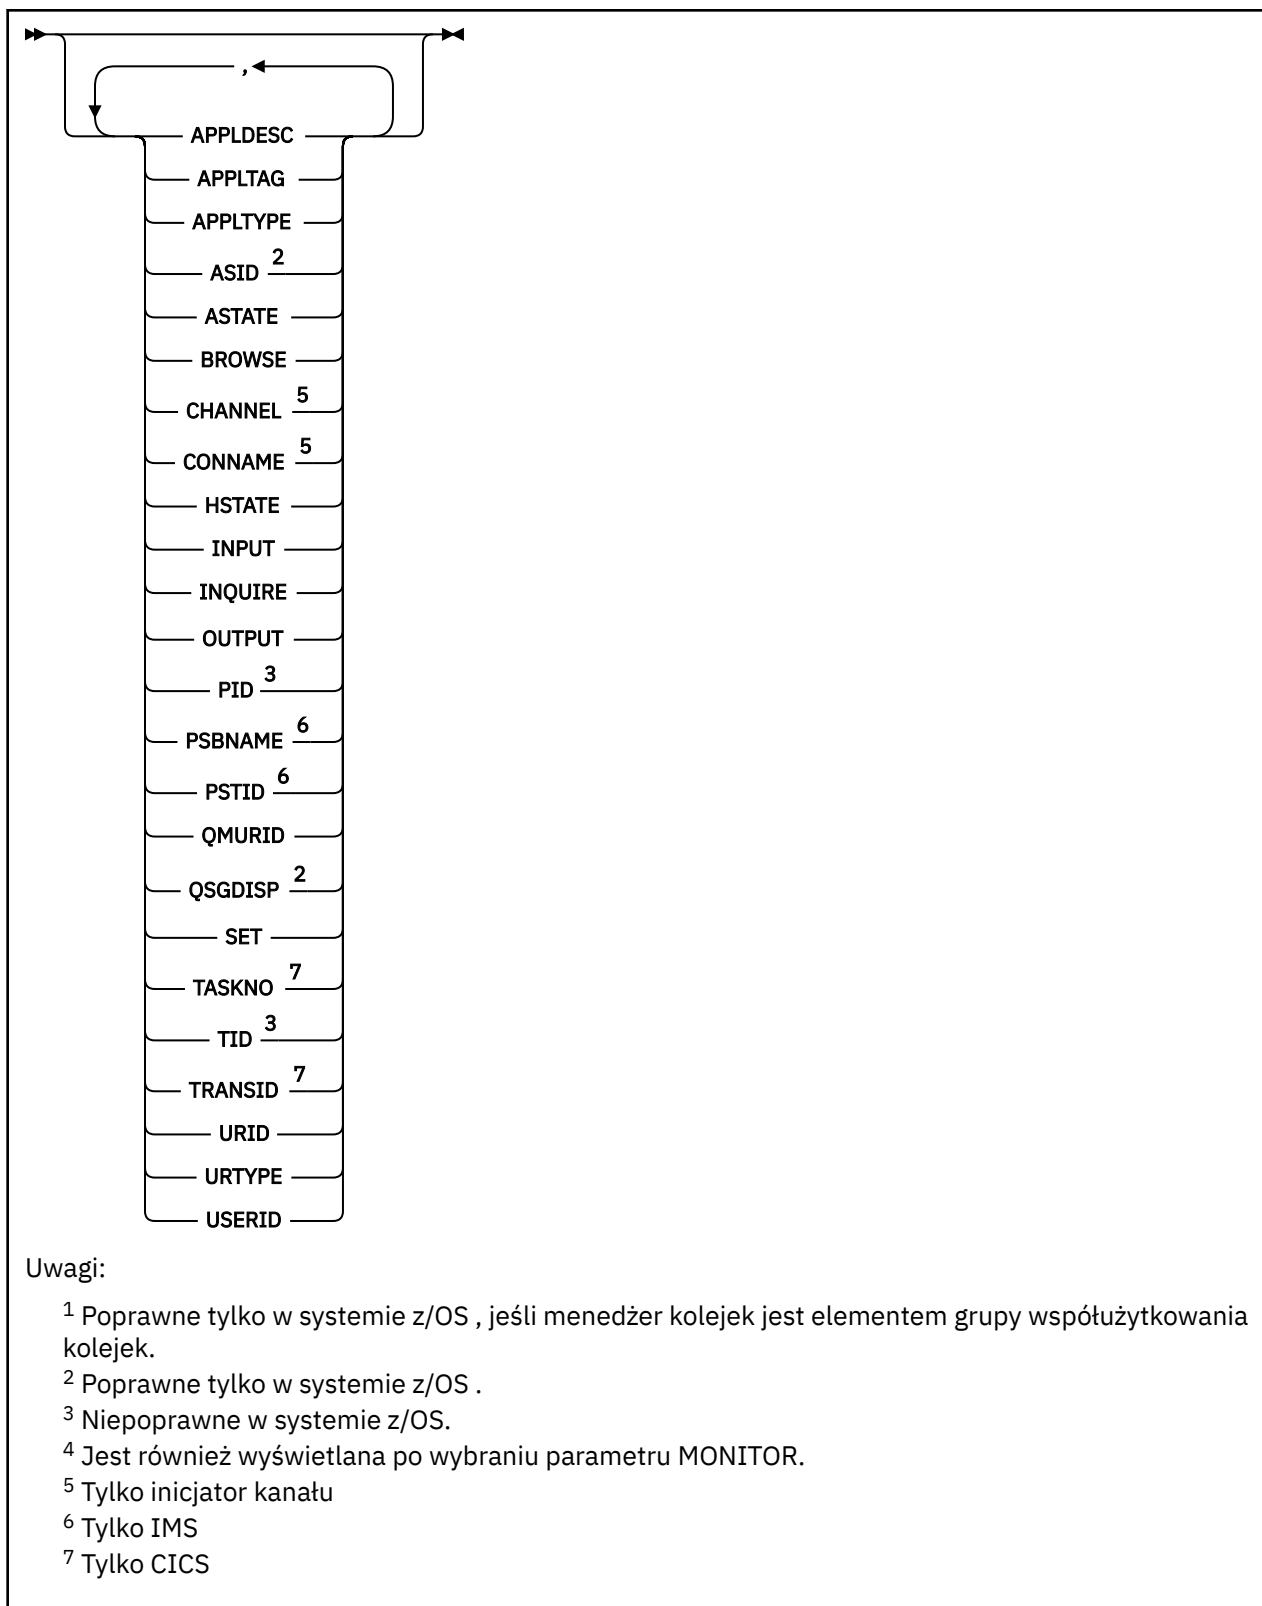 ,
APPLDESC
APPLTAG
APPLTYPE
ASID 2
ASTATE
BROWSE
CHANNEL 5
CONNAME 5
HSTATE
INPUT
INQUIRE
OUTPUT
PID 3
PSBNAME 6
PSTID 6
QMURID
QSGDISP 2
SET
TASKNO 7
TID 3
TRANSID 7
URID
URTYPE
USERID
Uwagi:
1 Poprawne tylko w systemie z/OS , jeśli menedżer kolejek jest elementem grupy współużytkowania
kolejek.
2 Poprawne tylko w systemie z/OS .
3 Niepoprawne w systemie z/OS.
4 Jest również wyświetlana po wybraniu parametru MONITOR.
5 Tylko inicjator kanału
6 Tylko IMS
7 Tylko CICS